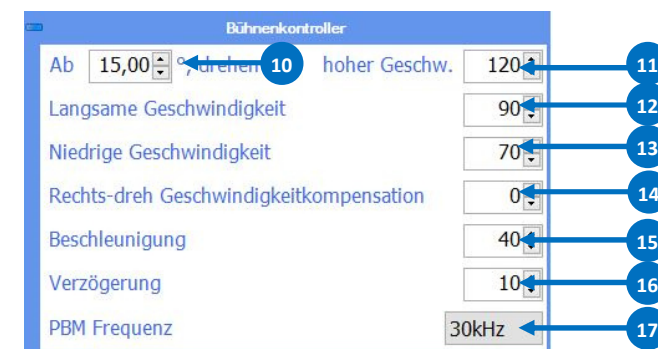 Bühnenkontroller
Ab 15,00 drehen 10 hoher Geschw. 120 11
Langsame Geschwindigkeit 90 12
Niedrige Geschwindigkeit 70 13
Rechts-dreh Geschwindigkeitkompensation 0 14
Beschleunigung 40 15
Verzögerung 10 16
PBM Frequenz 30kHz 17